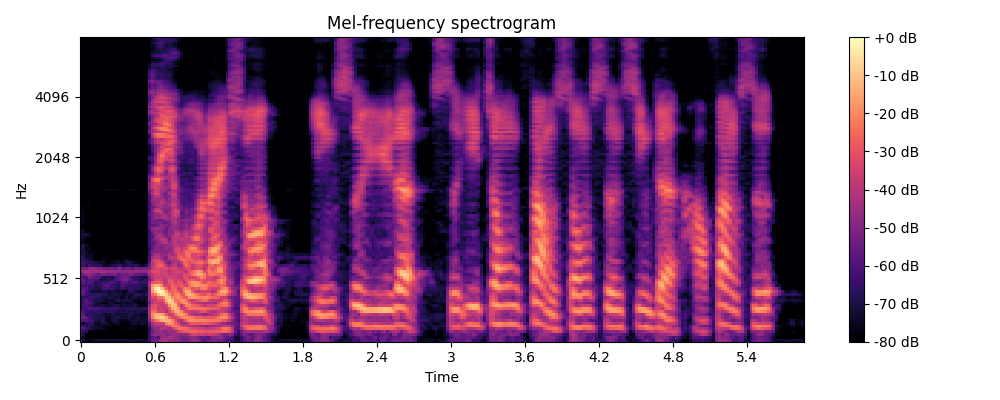 Mel-frequency spectrogram
+0 dB
-10 dB
-20 dB
-30 dB
-40 dB
-50 dB
-60 dB
-70 dB
-80 dB
4096
2048
1024
512
0
Hz
0 0.6 1.2 1.8 2.4 3 3.6 4.2 4.8 5.4
Time